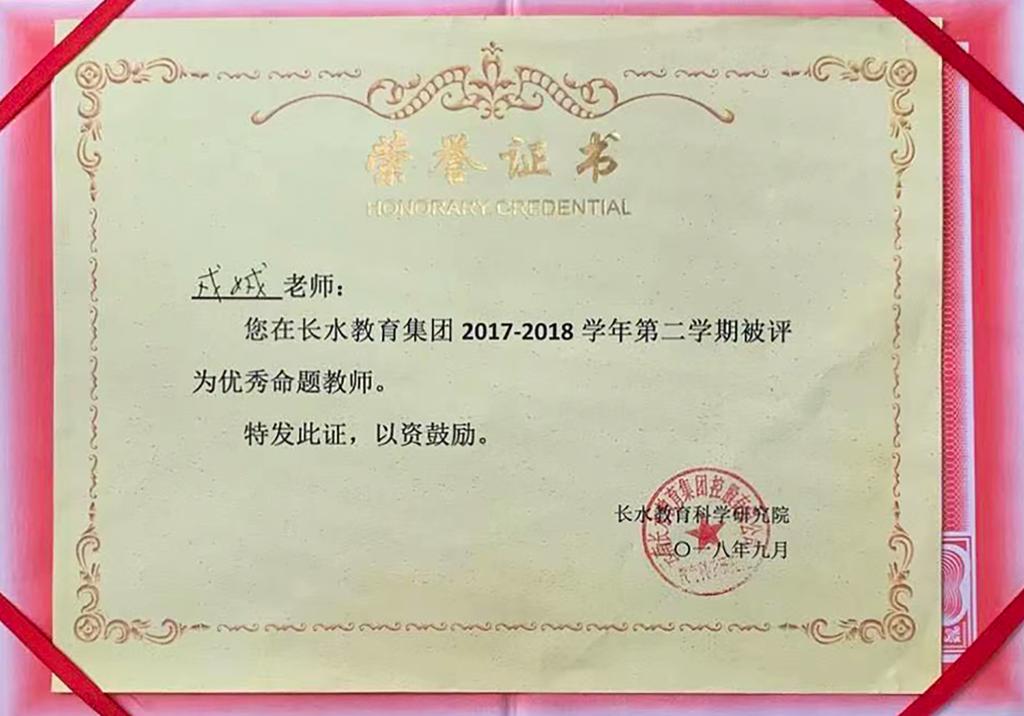 荣誉证书
HONORARY CREDENTIAL
戎娀 老师：
您在长水教育集团 2017-2018 学年第二学期被评
为优秀命题教师。
特发此证，以资鼓励。
长水教育科学研究院
二〇一八年九月